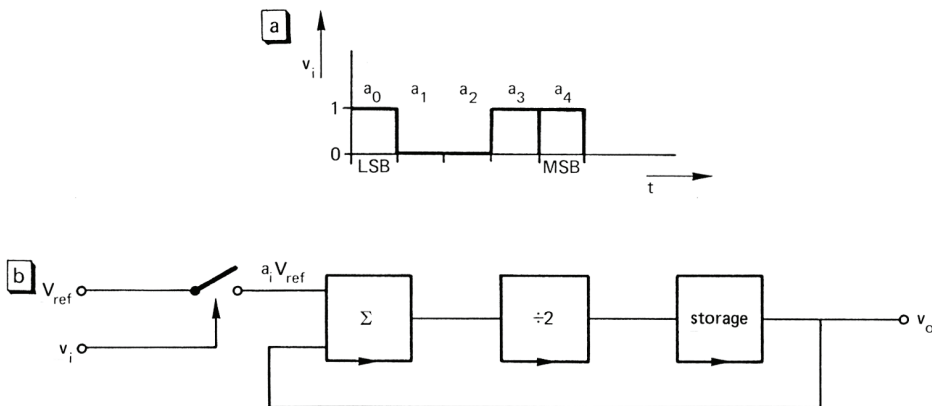 a
v_i
a_0 a_1 a_2 a_3 a_4
1
0
LSB MSB
t
b
V_ref a_i V_ref
Σ ÷2 storage v_o
v_i